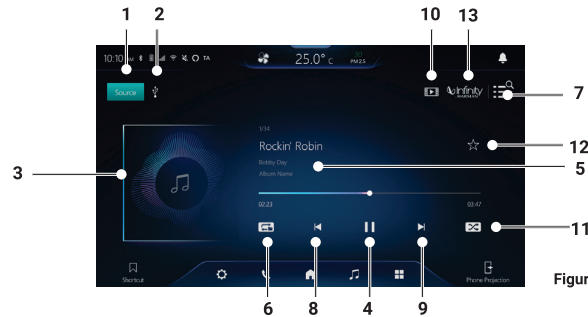 1 2 10 13
10:10 AM TA 25.0° C PM 2.5
Source Infinity
7
1/34
Rockin' Robin
12
Bobby Day
5
3
Album Name
02:23 03:47
11
Shortcut Phone Projection
Figur
6 8 4 9